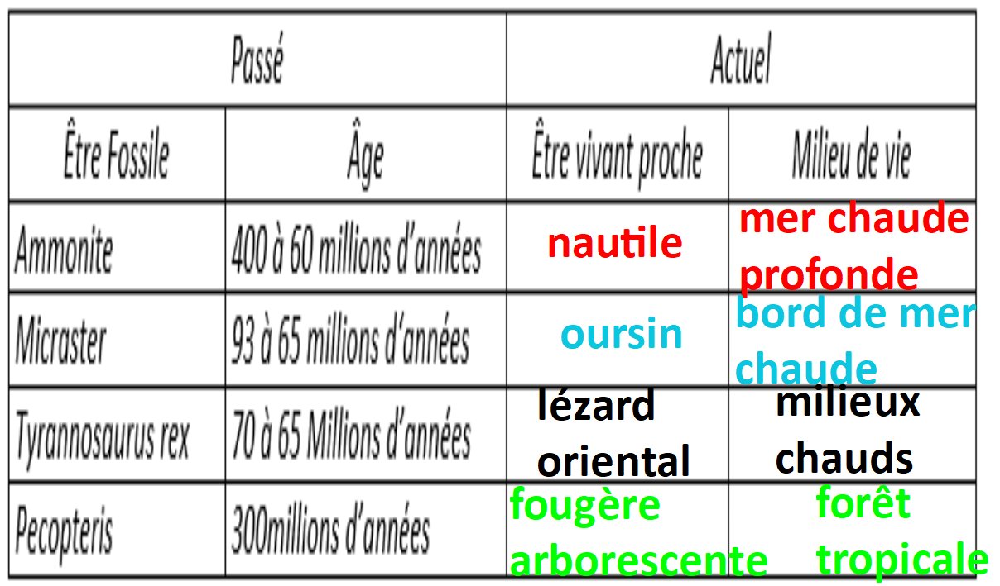 Passé Actuel
Être Fossile Âge Être vivant proche Milieu de vie
Ammonite 400 à 60 millions d'années nautile mer chaude
profonde
Micraster 93 à 65 millions d'années oursin bord de mer
chaude
Tyrannosaurus rex 70 à 65 Millions d'années lézard
oriental milieux
chauds
Pecopteris 300millions d'années fougère
arborescente forêt
tropicale